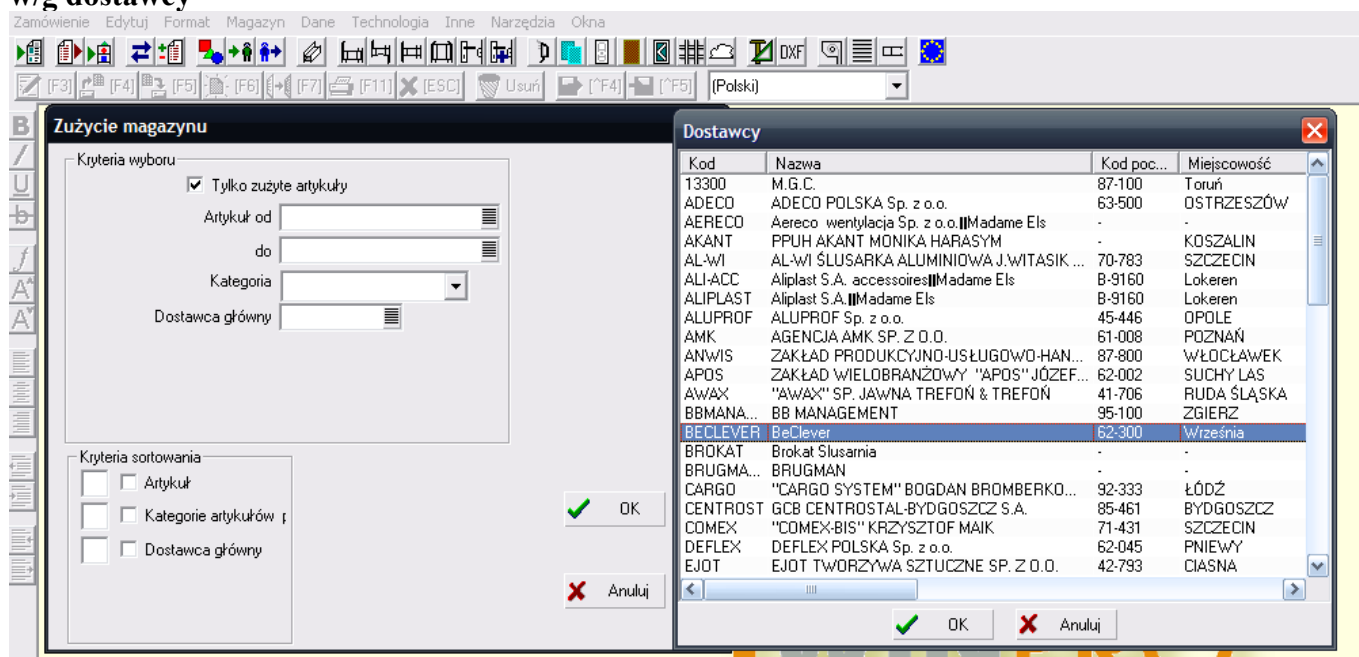 w/g dostawcy
Zamówienie Edytuj Format Magazyn Dane Technologia Inne Narzędzia Okna
DXF
[F3] [F4] [F5] [F6] [F7] [F11] [ESC] Usuń [^F4] [^F5] (Polski)
B
I
U
b
f
A
A
Zużycie magazynu
Kryteria wyboru
Tylko zużyte artykuły
Artykuł od
do
Kategoria
Dostawca główny
Kryteria sortowania
Artykuł
Kategorie artykułów
Dostawca główny
OK
Anuluj
Dostawcy
Kod Nazwa Kod poc... Miejscowość
13300 M.G.C. 87-100 Toruń
ADECO ADECO POLSKA Sp. z o.o. 63-500 OSTRZESZÓW
AERECO Aereco wentylacja Sp. z o.o.||Madame Els - -
AKANT PPUH AKANT MONIKA HARASYM - KOSZALIN
AL-WI AL-WI ŚLUSARKA ALUMINIOWA J.WITASIK ... 70-783 SZCZECIN
ALI-ACC Aliplast S.A. accessoires||Madame Els B-9160 Lokeren
ALIPLAST Aliplast S.A.||Madame Els B-9160 Lokeren
ALUPROF ALUPROF Sp. z o.o. 45-446 OPOLE
AMK AGENCJA AMK SP. Z O.O. 61-008 POZNAŃ
ANWIS ZAKŁAD PRODUKCYJNO-USŁUGOWO-HAN... 87-800 WŁOCŁAWEK
APOS ZAKŁAD WIELOBRANŻOWY "APOS" JÓZEF... 62-002 SUCHY LAS
AWAX "AWAX" SP. JAWNA TREFOŃ & TREFOŃ 41-706 RUDA ŚLĄSKA
BBMANA... BB MANAGEMENT 95-100 ZGIERZ
BECLEVER BeClever 62-300 Września
BROKAT Brokat Slusarnia - -
BRUGMA... BRUGMAN - -
CARGO "CARGO SYSTEM" BOGDAN BROMBERKO... 92-333 ŁÓDŹ
CENTROST GCB CENTROSTAL-BYDGOSZCZ S.A. 85-461 BYDGOSZCZ
COMEX "COMEX-BIS" KRZYSZTOF MAIK 71-431 SZCZECIN
DEFLEX DEFLEX POLSKA Sp. z o.o. 62-045 PNIEWY
EJOT EJOT TWORZYWA SZTUCZNE SP. Z O.O. 42-793 CIASNA
OK Anuluj